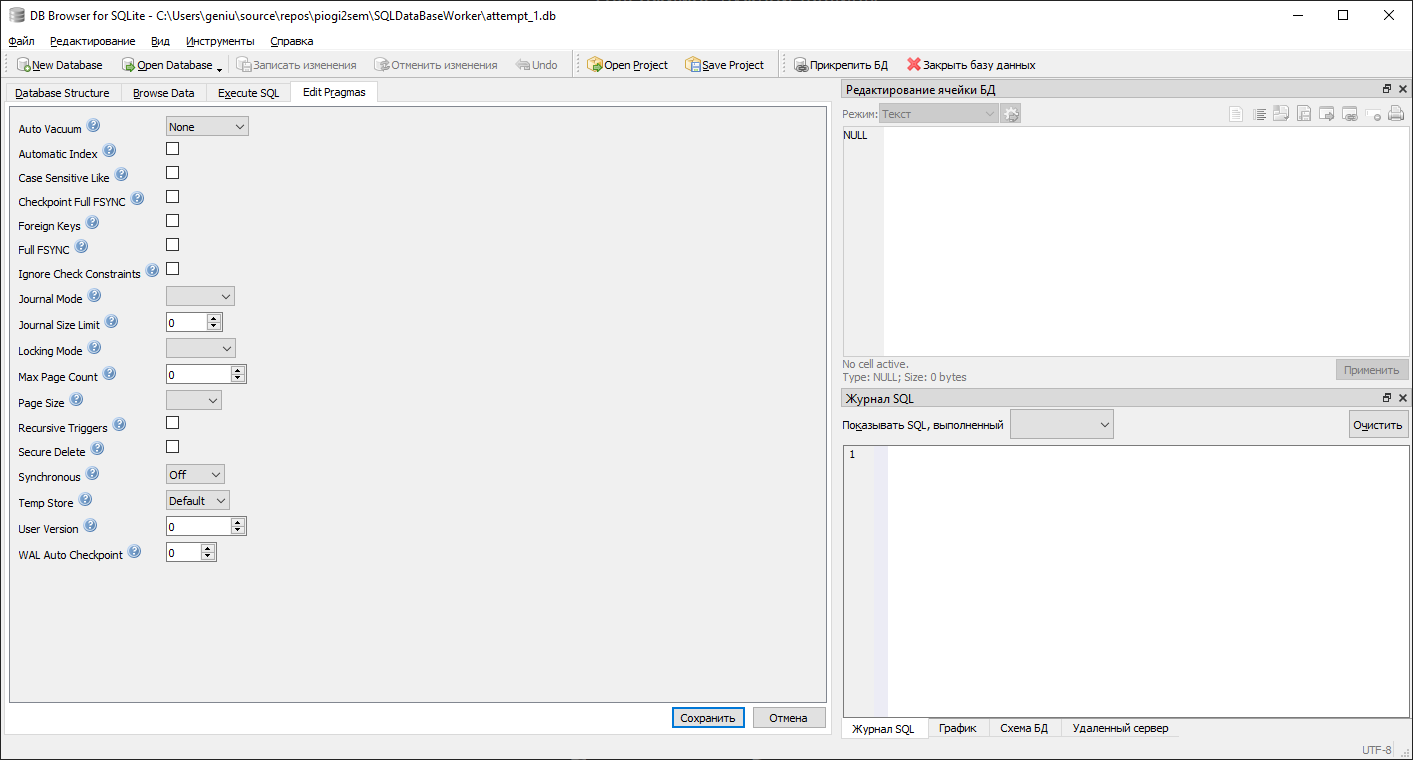 DB Browser for SQLite - C:\Users\geniu\source\repos\piogi2sem\SQLDataBaseWorker\attempt_1.db
Файл Редактирование Вид Инструменты Справка
New Database Open Database Записать изменения Отменить изменения Undo Open Project Save Project Прикрепить БД Закрыть базу данных
Database Structure Browse Data Execute SQL Edit Pragmas
Auto Vacuum ? None
Automatic Index ?
Case Sensitive Like ?
Checkpoint Full FSYNC ?
Foreign Keys ?
Full FSYNC ?
Ignore Check Constraints ?
Journal Mode ?
Journal Size Limit ? 0
Locking Mode ?
Max Page Count ? 0
Page Size ?
Recursive Triggers ?
Secure Delete ?
Synchronous ? Off
Temp Store ? Default
User Version ? 0
WAL Auto Checkpoint ? 0
Сохранить Отмена
Редактирование ячейки БД
Режим: Текст
NULL
No cell active.
Type: NULL; Size: 0 bytes
Применить
Журнал SQL
Показывать SQL, выполненный Очистить
1
Журнал SQL График Схема БД Удаленный сервер
UTF-8